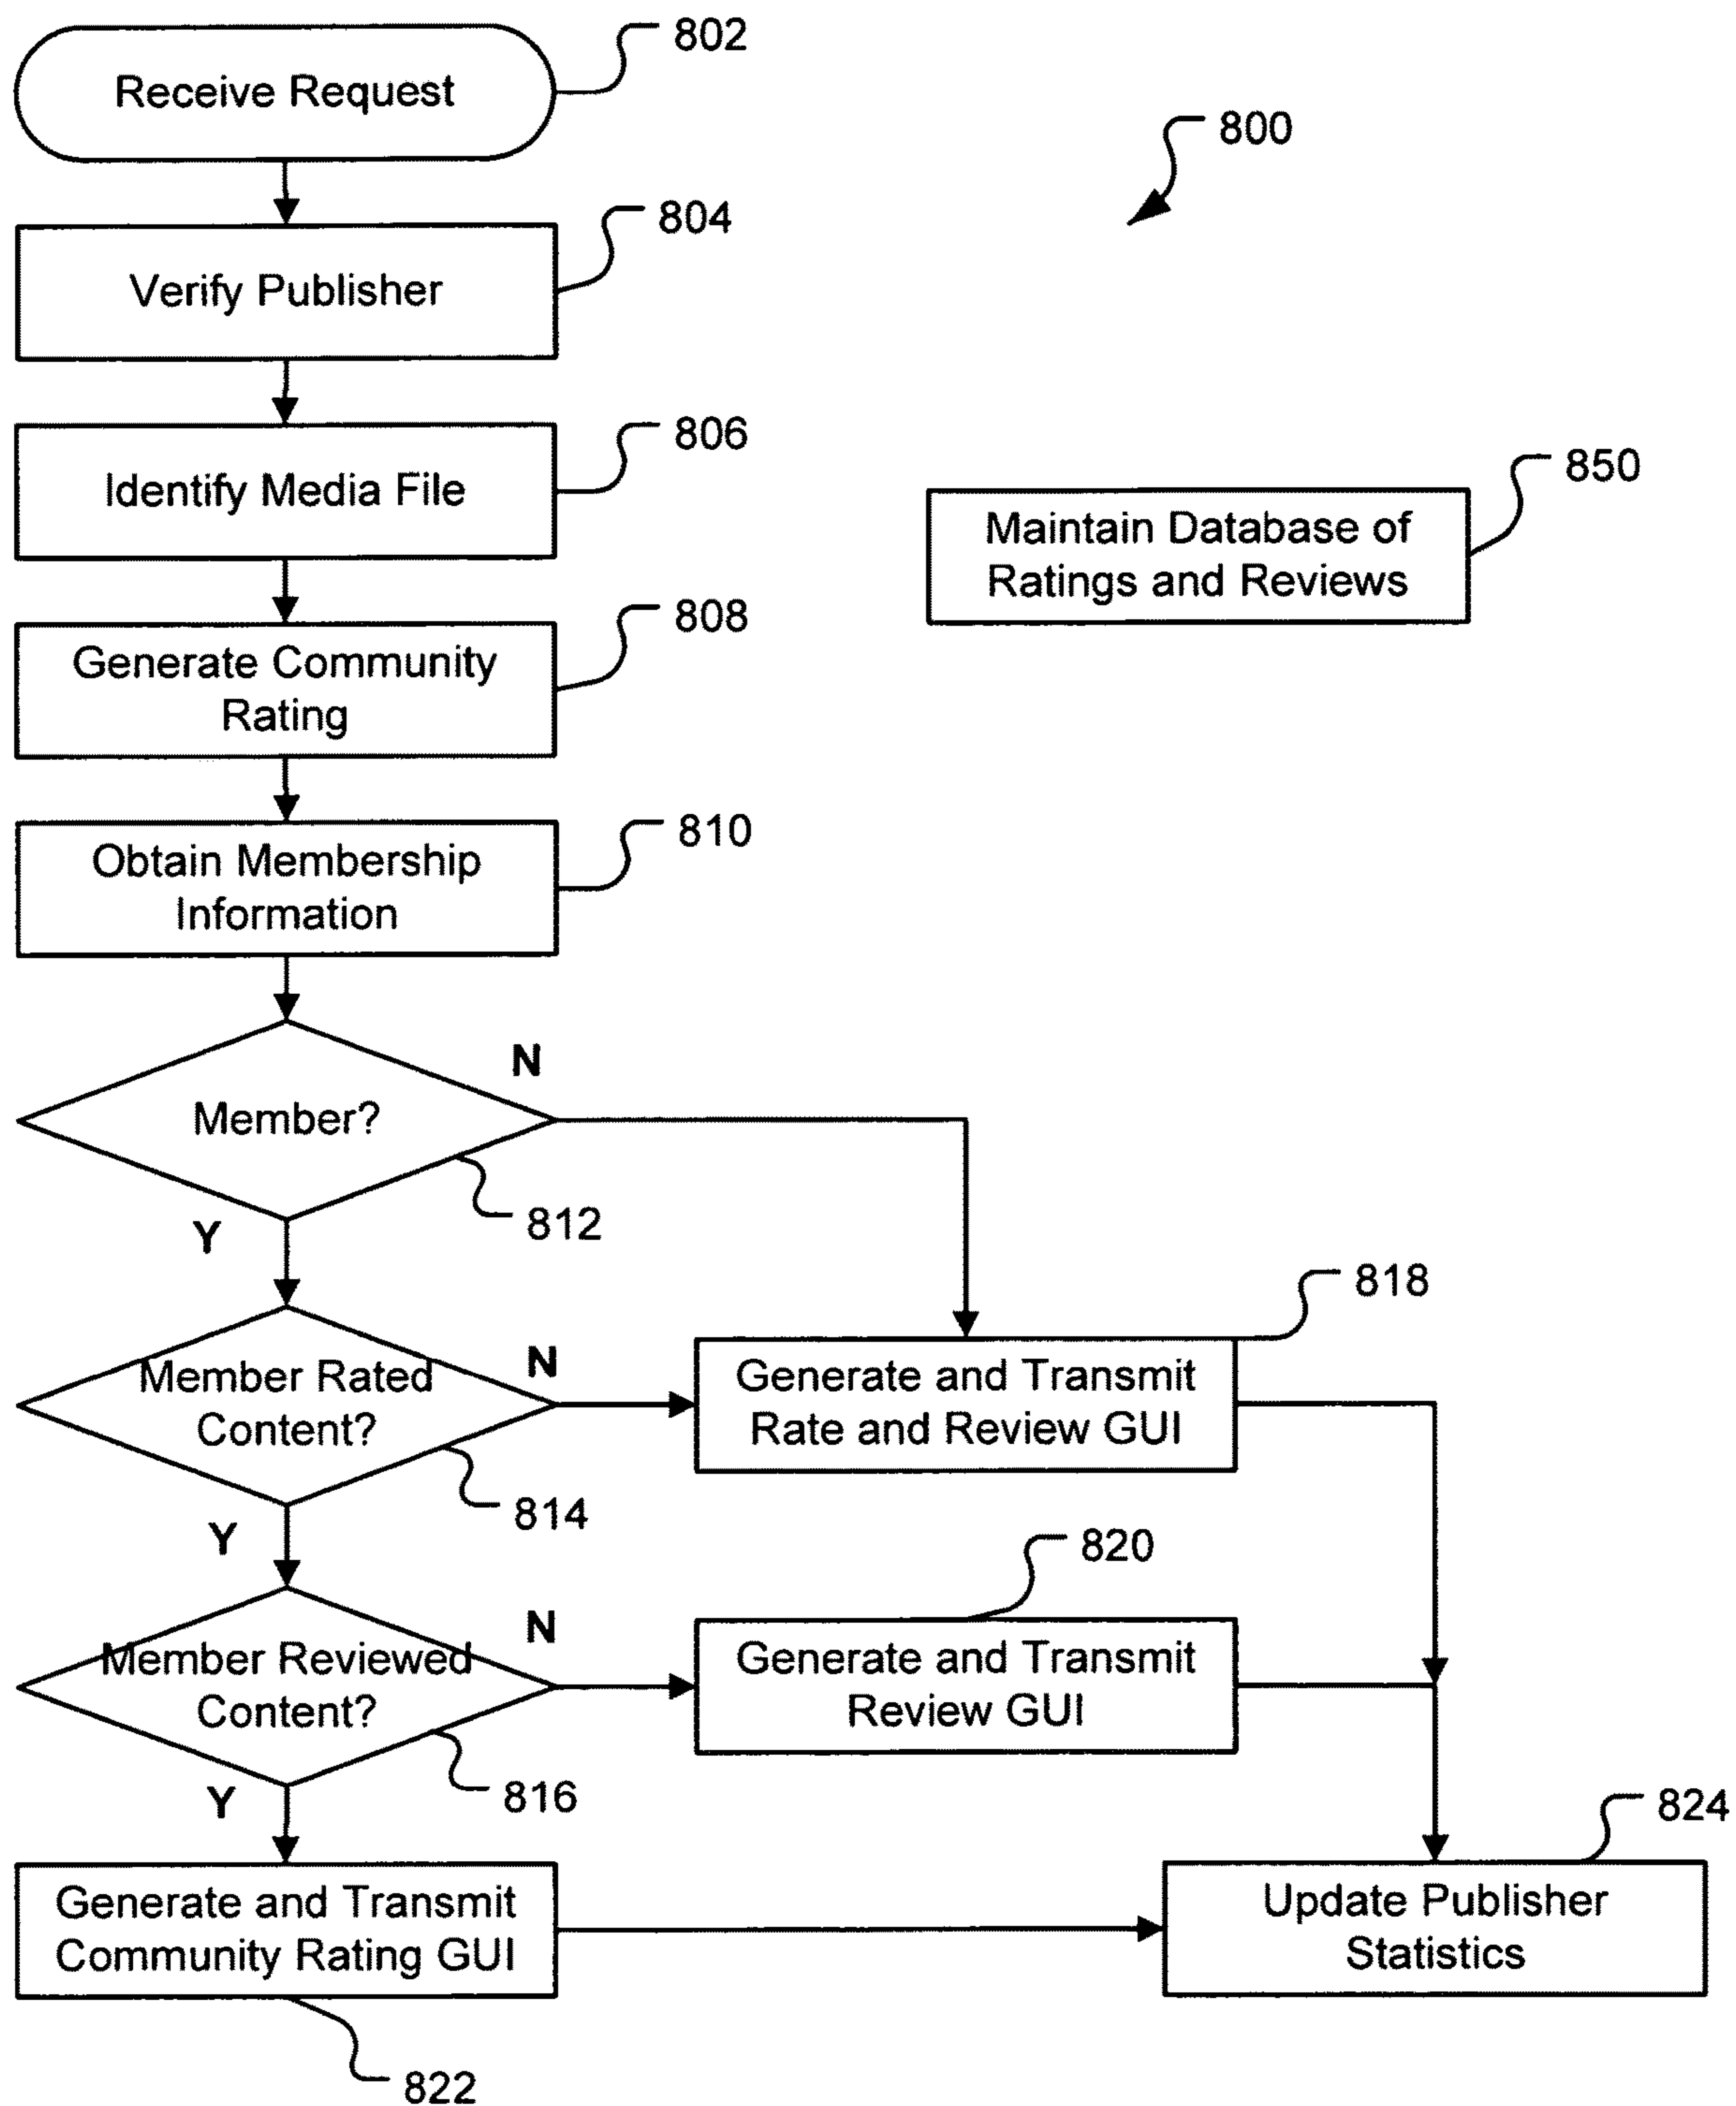 802
Receive Request
800
804
Verify Publisher
806
Identify Media File
850
Maintain Database of
Ratings and Reviews
808
Generate Community
Rating
810
Obtain Membership
Information
N
Member?
812
Y
818
Member Rated
Content?
N
Generate and Transmit
Rate and Review GUI
814
Y
820
Member Reviewed
Content?
N
Generate and Transmit
Review GUI
816
Y
824
Generate and Transmit
Community Rating GUI
Update Publisher
Statistics
822